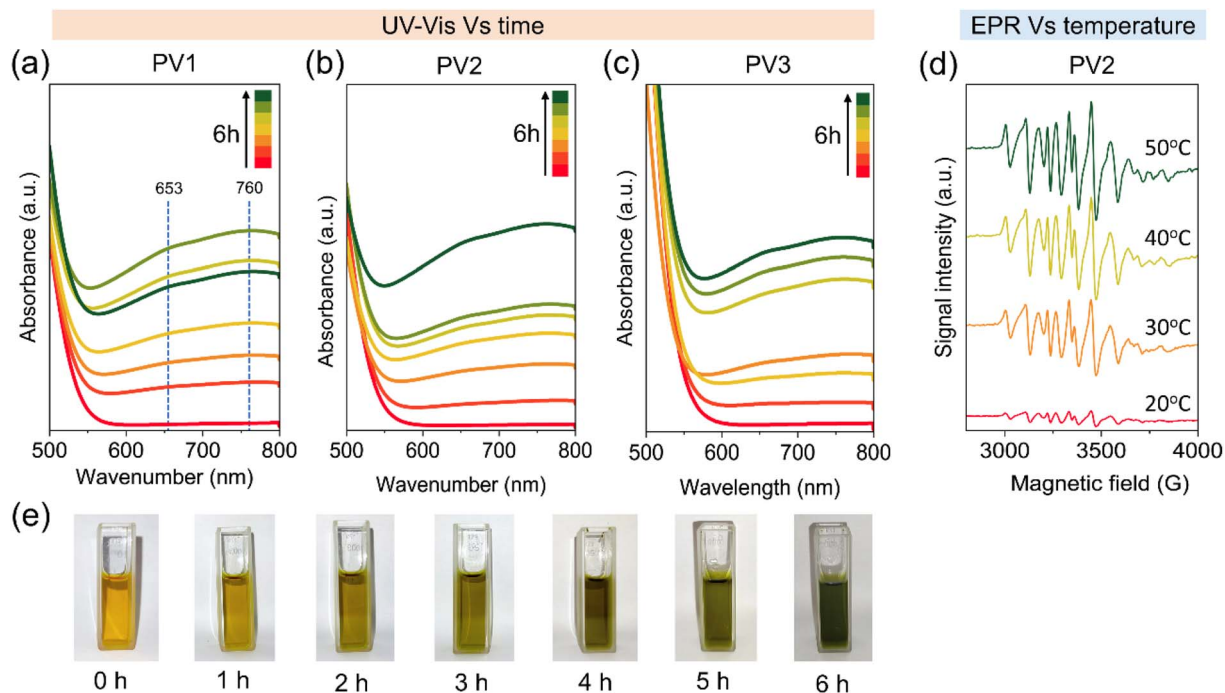 UV-Vis Vs time
EPR Vs temperature
(a) PV1
6h
653 760
Absorbance (a.u.)
500 600 700 800
Wavenumber (nm)
(b) PV2
6h
Absorbance (a.u.)
500 600 700 800
Wavenumber (nm)
(c) PV3
6h
Absorbance (a.u.)
500 600 700 800
Wavelength (nm)
(d) PV2
50°C
40°C
30°C
20°C
Signal intensity
3000 3500 4000
Magnetic field (G)
(e)
0 h 1 h 2 h 3 h 4 h 5 h 6 h